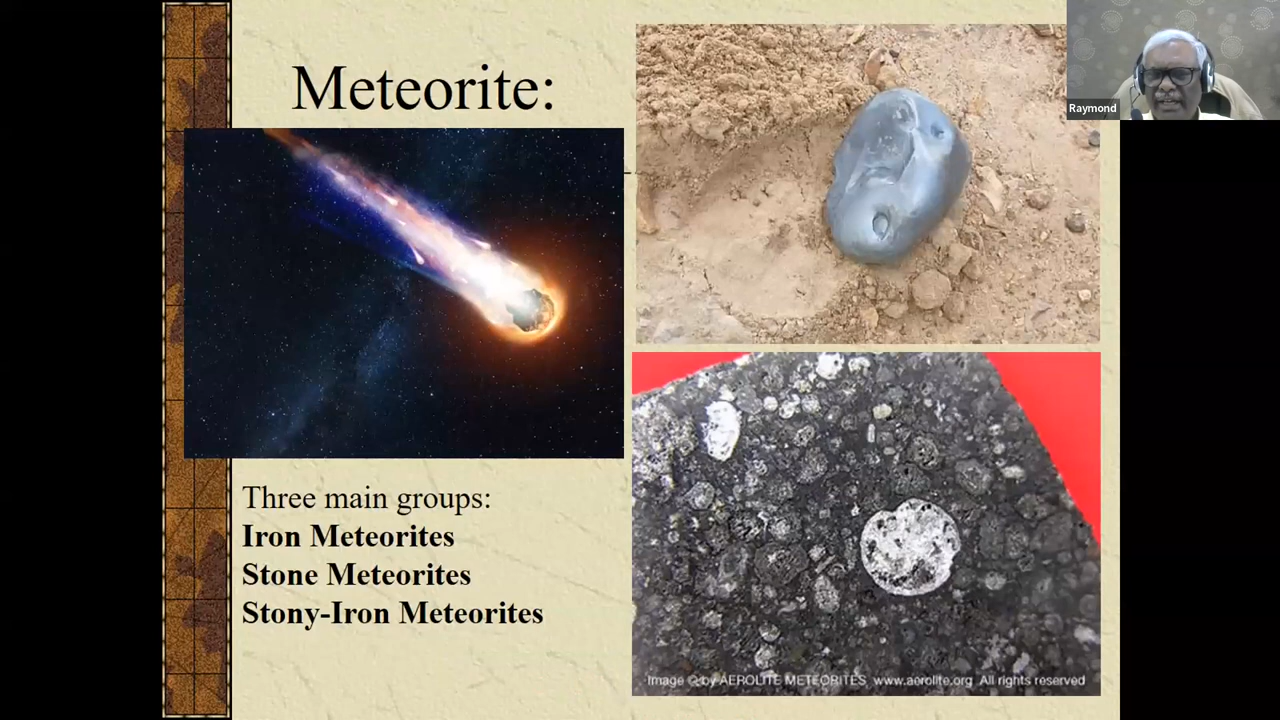 Meteorite:
Raymond
Three main groups:
Iron Meteorites
Stone Meteorites
Stony-Iron Meteorites
Image © by AEROLITE METEORITES www.aerolite.org All rights reserved